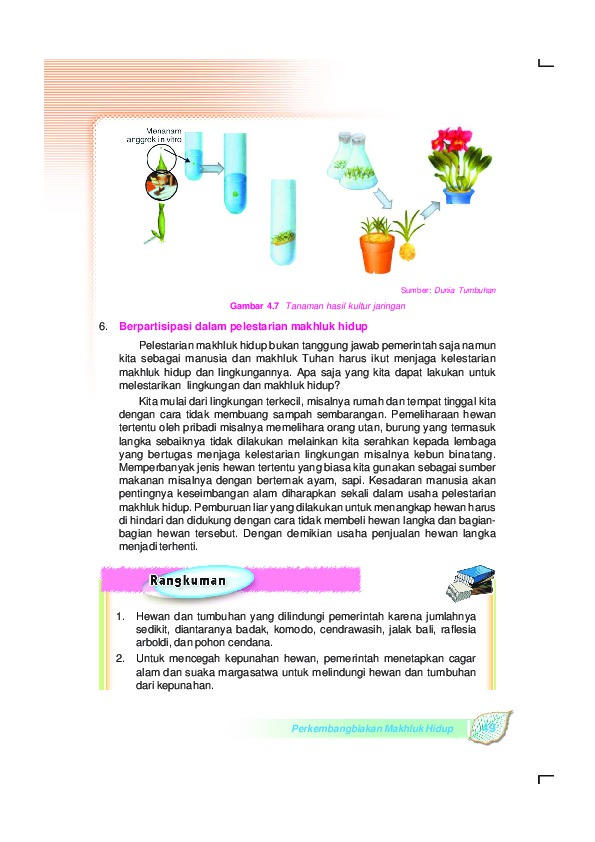 Menanam
anggrek in vitro
Sumber: Dunia Tumbuhan
Gambar 4.7 Tanaman hasil kultur jaringan
6. Berpartisipasi dalam pelestarian makhluk hidup
Pelestarian makhluk hidup bukan tanggung jawab pemerintah saja namun
kita sebagai manusia dan makhluk Tuhan harus ikut menjaga kelestarian
makhluk hidup dan lingkungannya. Apa saja yang kita dapat lakukan untuk
melestarikan lingkungan dan makhluk hidup?
Kita mulai dari lingkungan terkecil, misalnya rumah dan tempat tinggal kita
dengan cara tidak membuang sampah sembarangan. Pemeliharaan hewan
tertentu oleh pribadi misalnya memelihara orang utan, burung yang termasuk
langka sebaiknya tidak dilakukan melainkan kita serahkan kepada lembaga
yang bertugas menjaga kelestarian lingkungan misalnya kebun binatang.
Memperbanyak jenis hewan tertentu yang biasa kita gunakan sebagai sumber
makanan misalnya dengan berternak ayam, sapi. Kesadaran manusia akan
pentingnya keseimbangan alam diharapkan sekali dalam usaha pelestarian
makhluk hidup. Pemburuan liar yang dilakukan untuk menangkap hewan harus
di hindari dan didukung dengan cara tidak membeli hewan langka dan bagian-
bagian hewan tersebut. Dengan demikian usaha penjualan hewan langka
menjadi terhenti.
Rangkuman
1. Hewan dan tumbuhan yang dilindungi pemerintah karena jumlahnya
sedikit, diantaranya badak, komodo, cendrawasih, jalak bali, raflesia
arboldi, dan pohon cendana.
2. Untuk mencegah kepunahan hewan, pemerintah menetapkan cagar
alam dan suaka margasatwa untuk melindungi hewan dan tumbuhan
dari kepunahan.
Perkembangbiakan Makhluk Hidup 49